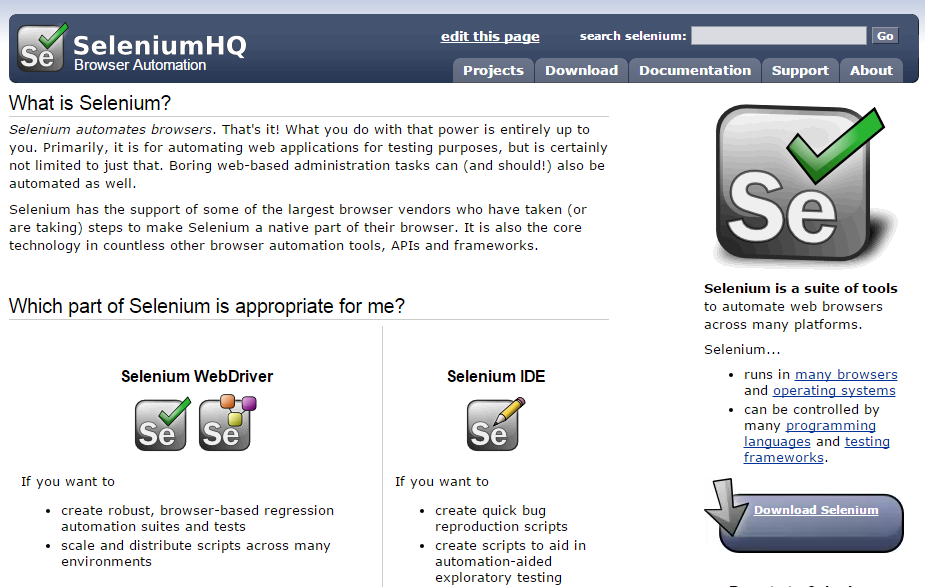 Se
SeleniumHQ
Browser Automation
edit this page
search selenium:
Go
Projects
Download
Documentation
Support
About
What is Selenium?
Selenium automates browsers. That's it! What you do with that power is entirely up to
you. Primarily, it is for automating web applications for testing purposes, but is certainly
not limited to just that. Boring web-based administration tasks can (and should!) also be
automated as well.
Selenium has the support of some of the largest browser vendors who have taken (or
are taking) steps to make Selenium a native part of their browser. It is also the core
technology in countless other browser automation tools, APIs and frameworks.
Which part of Selenium is appropriate for me?
Selenium WebDriver
Se
Se
If you want to
• create robust, browser-based regression
automation suites and tests
• scale and distribute scripts across many
environments
Selenium IDE
Se
If you want to
• create quick bug
reproduction scripts
• create scripts to aid in
automation-aided
exploratory testing
Se
Selenium is a suite of tools
to automate web browsers
across many platforms.
Selenium...
• runs in many browsers
and operating systems
• can be controlled by
many programming
languages and testing
frameworks.
Download Selenium